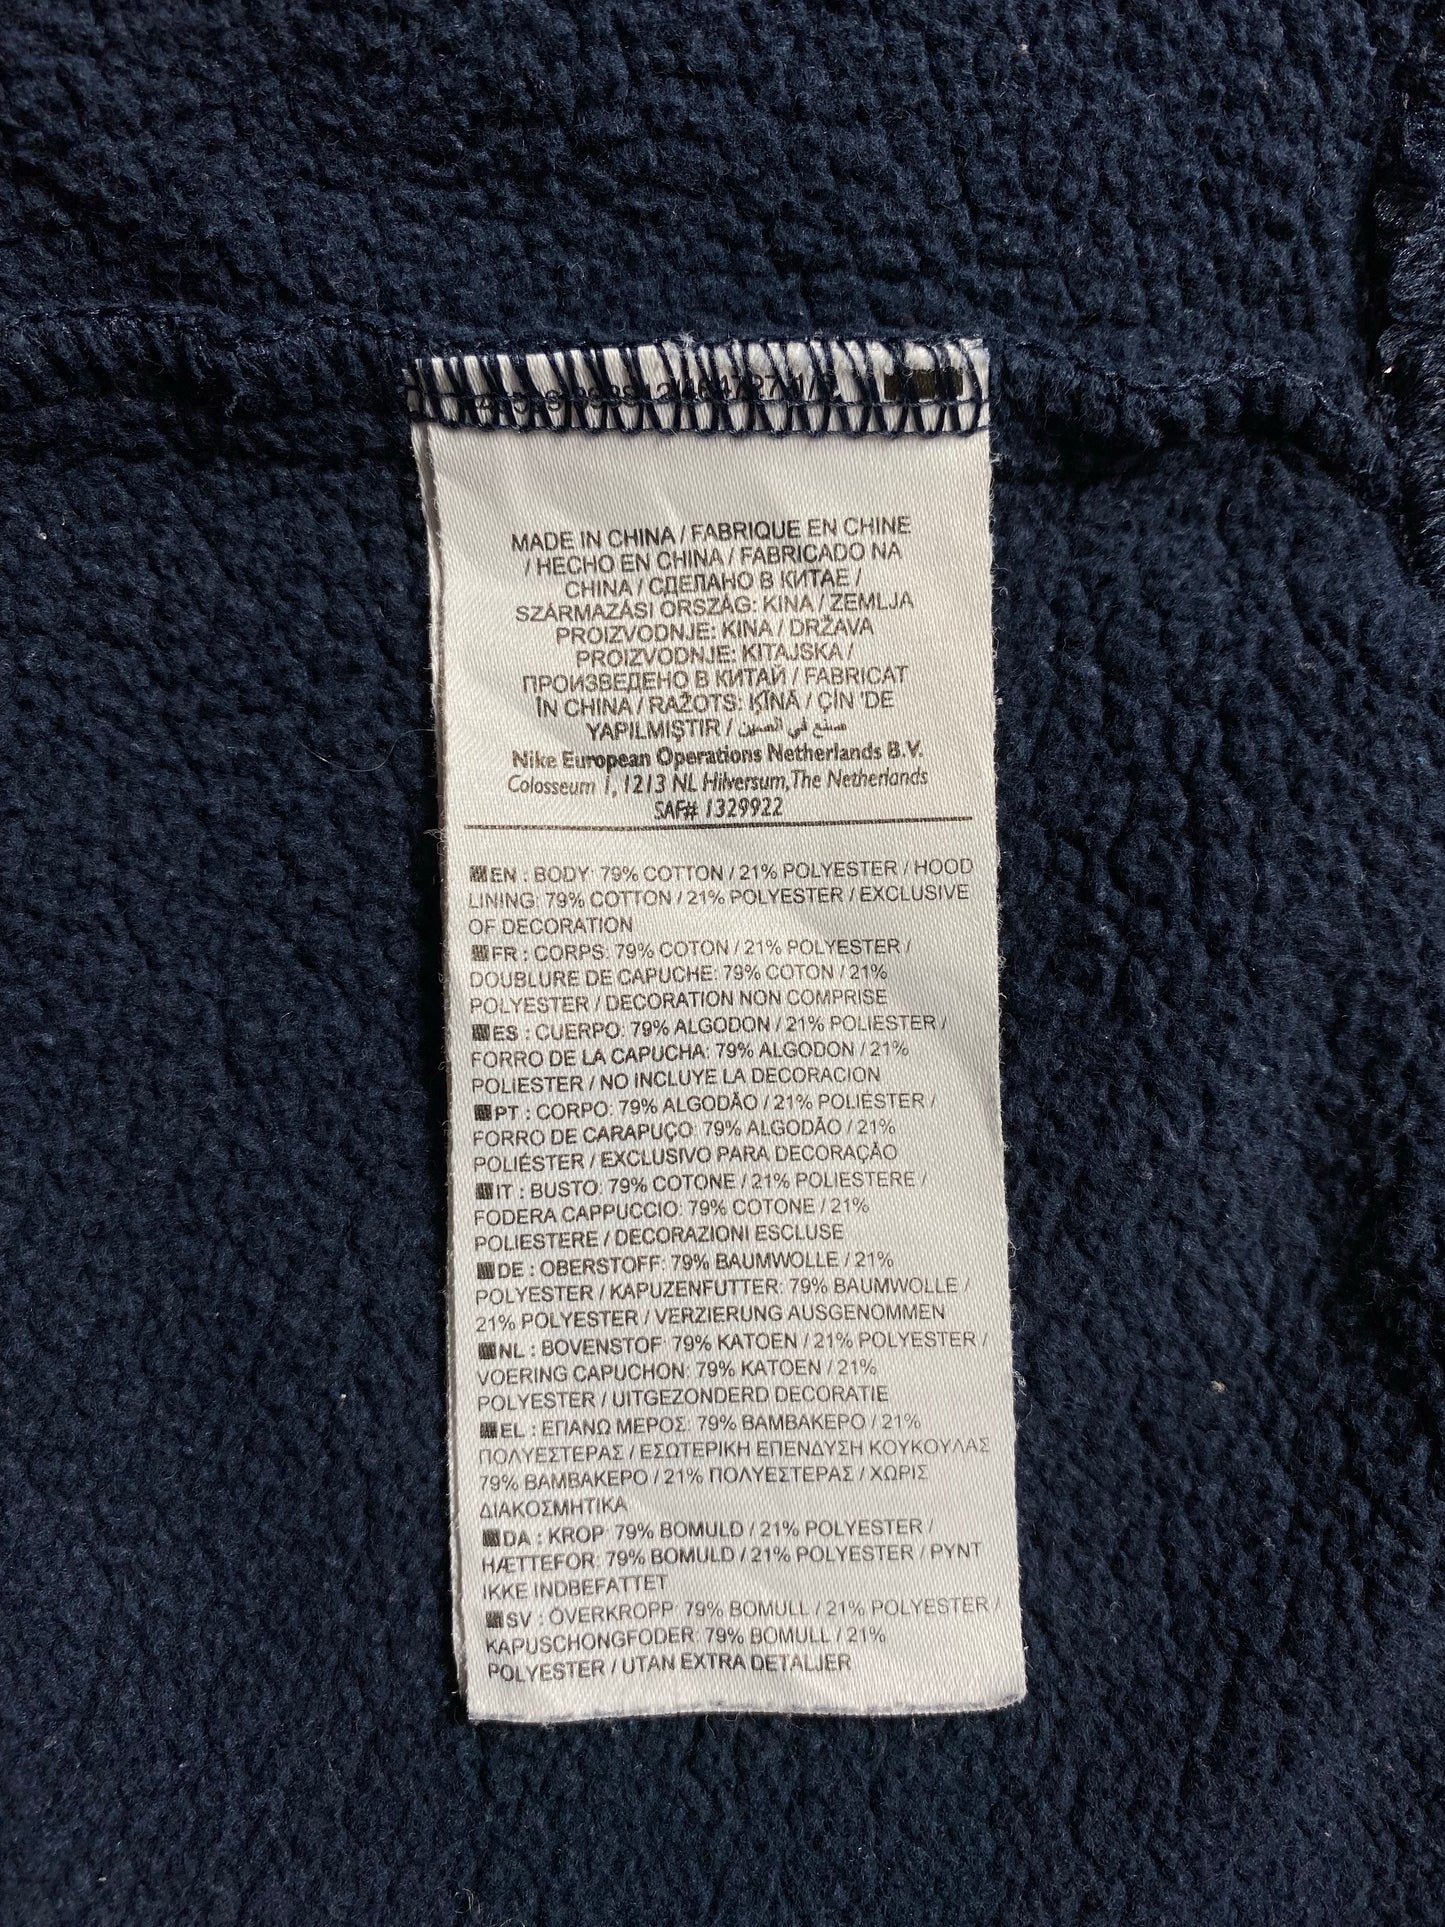 MADE IN CHINA / FABRIQUE EN CHINE
/ HECHO EN CHINA / FABRICADO NA
CHINA / СДЕЛАНО В КИТАЕ /
SZÁRMAZÁSI ORSZÁG: KINA / ZEMLJA
PROIZVODNJE: KINA / DRŽAVA
PROIZVODNJE: KITAJSKA /
ПРОИЗВЕДЕНО В КИТАЙ / FABRICAT
ÎN CHINA / RAŽOTS: ĶĪNĀ / ÇIN 'DE
YAPILMIŞTIR / صنع في الصين
Nike European Operations Netherlands B.V.
Colosseum 1, 1213 NL Hilversum, The Netherlands
SAF# 1329922
EN : BODY: 79% COTTON / 21% POLYESTER / HOOD
LINING: 79% COTTON / 21% POLYESTER / EXCLUSIVE
OF DECORATION
FR : CORPS: 79% COTON / 21% POLYESTER /
DOUBLURE DE CAPUCHE: 79% COTON / 21%
POLYESTER / DECORATION NON COMPRISE
ES : CUERPO: 79% ALGODON / 21% POLIESTER /
FORRO DE LA CAPUCHA: 79% ALGODON / 21%
POLIESTER / NO INCLUYE LA DECORACION
PT : CORPO: 79% ALGODÃO / 21% POLIESTER /
FORRO DE CARAPUÇO: 79% ALGODÃO / 21%
POLIÉSTER / EXCLUSIVO PARA DECORAÇÃO
IT : BUSTO: 79% COTONE / 21% POLIESTERE /
FODERA CAPPUCCIO: 79% COTONE / 21%
POLIESTERE / DECORAZIONI ESCLUSE
DE : OBERSTOFF: 79% BAUMWOLLE / 21%
POLYESTER / KAPUZENFUTTER: 79% BAUMWOLLE /
21% POLYESTER / VERZIERUNG AUSGENOMMEN
NL : BOVENSTOF: 79% KATOEN / 21% POLYESTER /
VOERING CAPUCHON: 79% KATOEN / 21%
POLYESTER / UITGEZONDERD DECORATIE
EL : ΕΠΑΝΩ ΜΕΡΟΣ: 79% ΒΑΜΒΑΚΕΡΟ / 21%
ΠΟΛΥΕΣΤΕΡΑΣ / ΕΣΩΤΕΡΙΚΗ ΕΠΕΝΔΥΣΗ ΚΟΥΚΟΥΛΑΣ
79% ΒΑΜΒΑΚΕΡΟ / 21% ΠΟΛΥΕΣΤΕΡΑΣ / ΧΩΡΙΣ
ΔΙΑΚΟΣΜΗΤΙΚΑ
DA : KROP: 79% BOMULD / 21% POLYESTER /
HÆTTEFOR: 79% BOMULD / 21% POLYESTER / PYNT
IKKE INDBEFATTET
SV : ÖVERKROPP: 79% BOMULL / 21% POLYESTER /
KAPUSCHONGFODER: 79% BOMULL / 21%
POLYESTER / UTAN EXTRA DETALJER